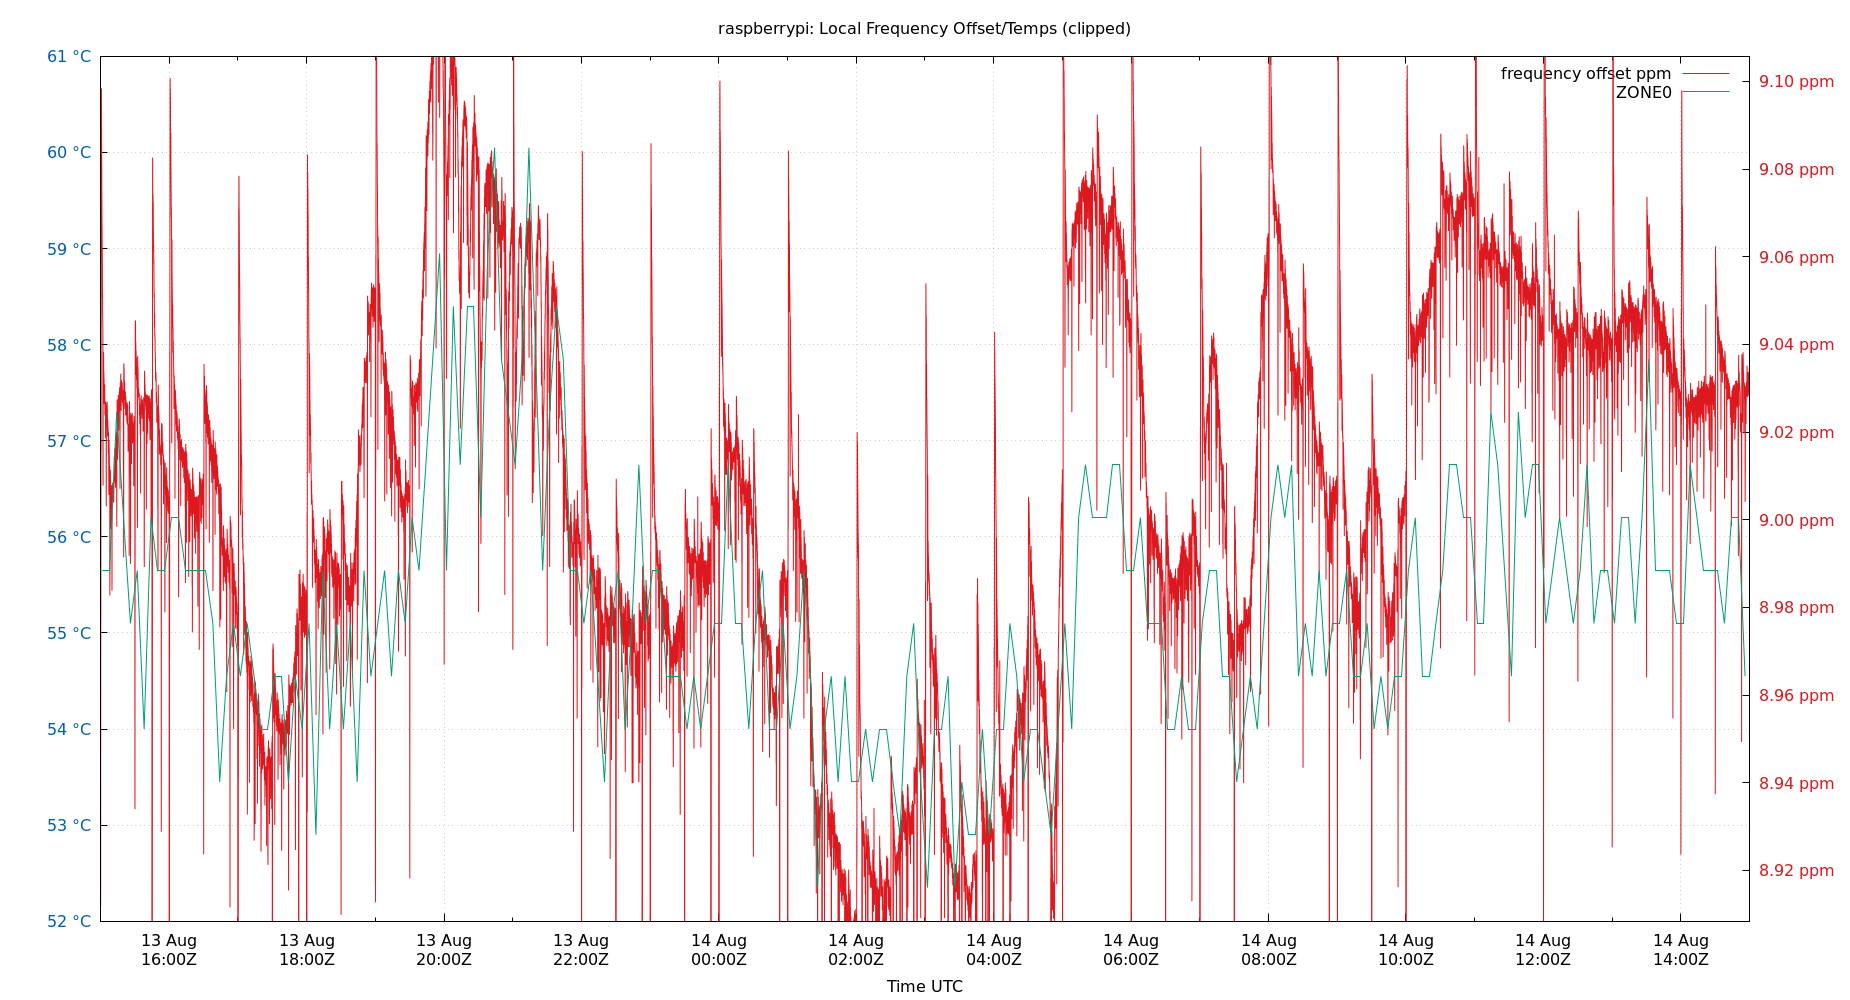 raspberrypi: Local Frequency Offset/Temps (clipped)
61 °C
60 °C
59 °C
58 °C
57 °C
56 °C
55 °C
54 °C
53 °C
52 °C
frequency offset ppm
ZONE0
9.10 ppm
9.08 ppm
9.06 ppm
9.04 ppm
9.02 ppm
9.00 ppm
8.98 ppm
8.96 ppm
8.94 ppm
8.92 ppm
13 Aug
16:00Z
13 Aug
18:00Z
13 Aug
20:00Z
13 Aug
22:00Z
14 Aug
00:00Z
14 Aug
02:00Z
14 Aug
04:00Z
14 Aug
06:00Z
14 Aug
08:00Z
14 Aug
10:00Z
14 Aug
12:00Z
14 Aug
14:00Z
Time UTC